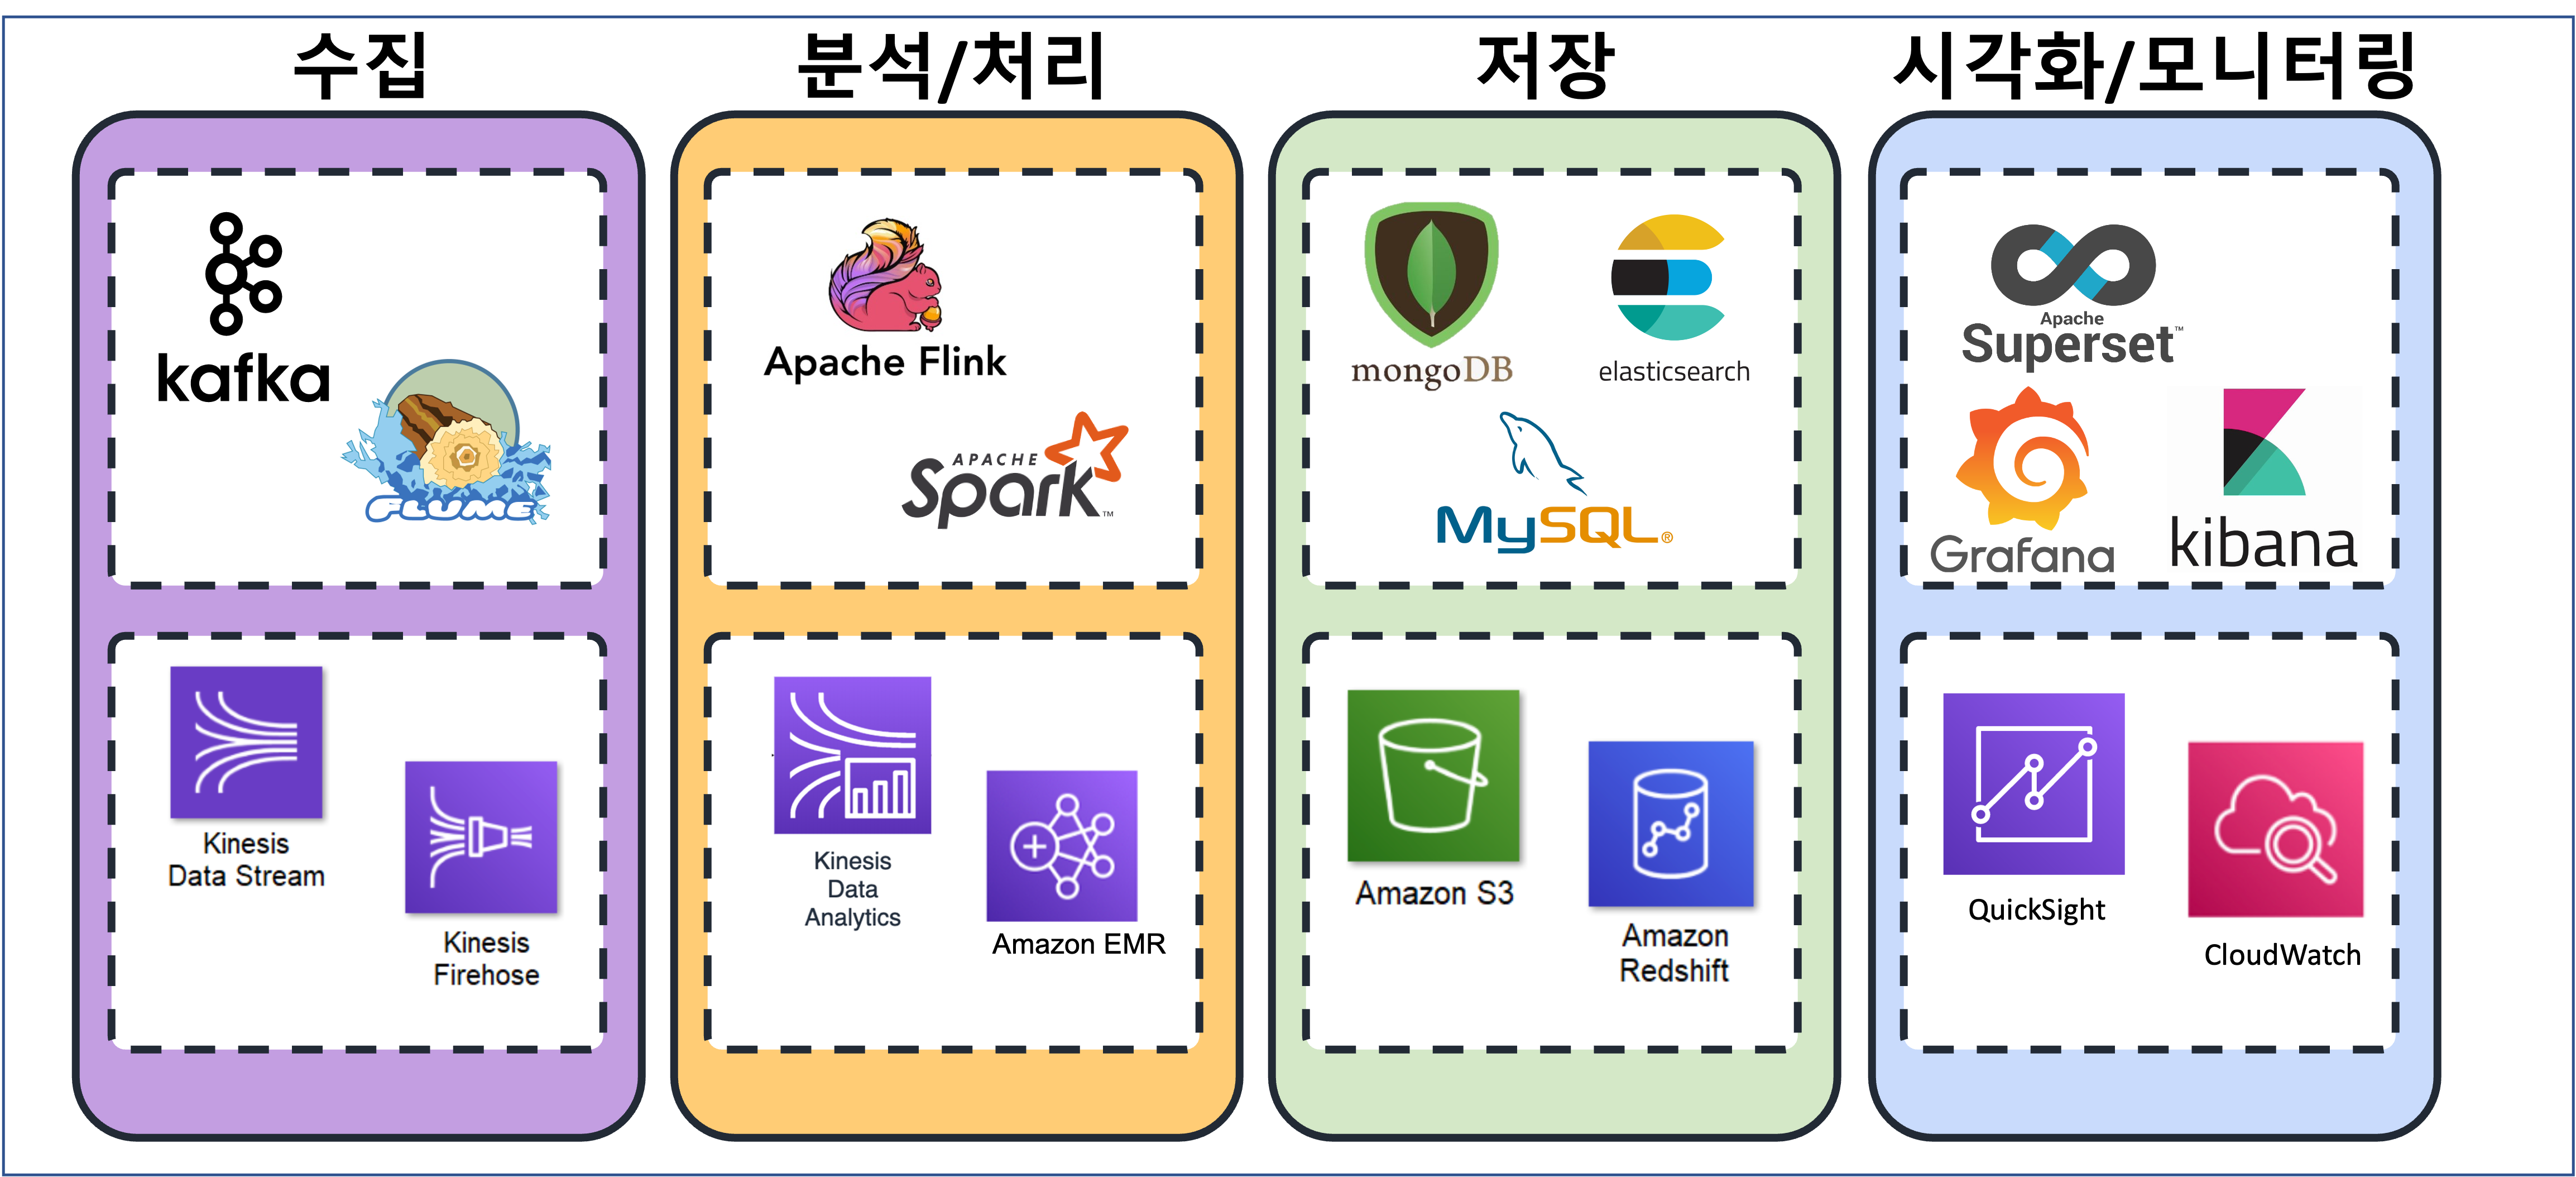 수집
분석/처리
저장
시각화/모니터링
kafka
FLUME
Apache Flink
APACHE
Spark™
mongoDB
elasticsearch
MySQL®
Apache
Superset™
Grafana
kibana
Kinesis
Data Stream
Kinesis
Firehose
Kinesis
Data
Analytics
Amazon EMR
Amazon S3
Amazon
Redshift
QuickSight
CloudWatch